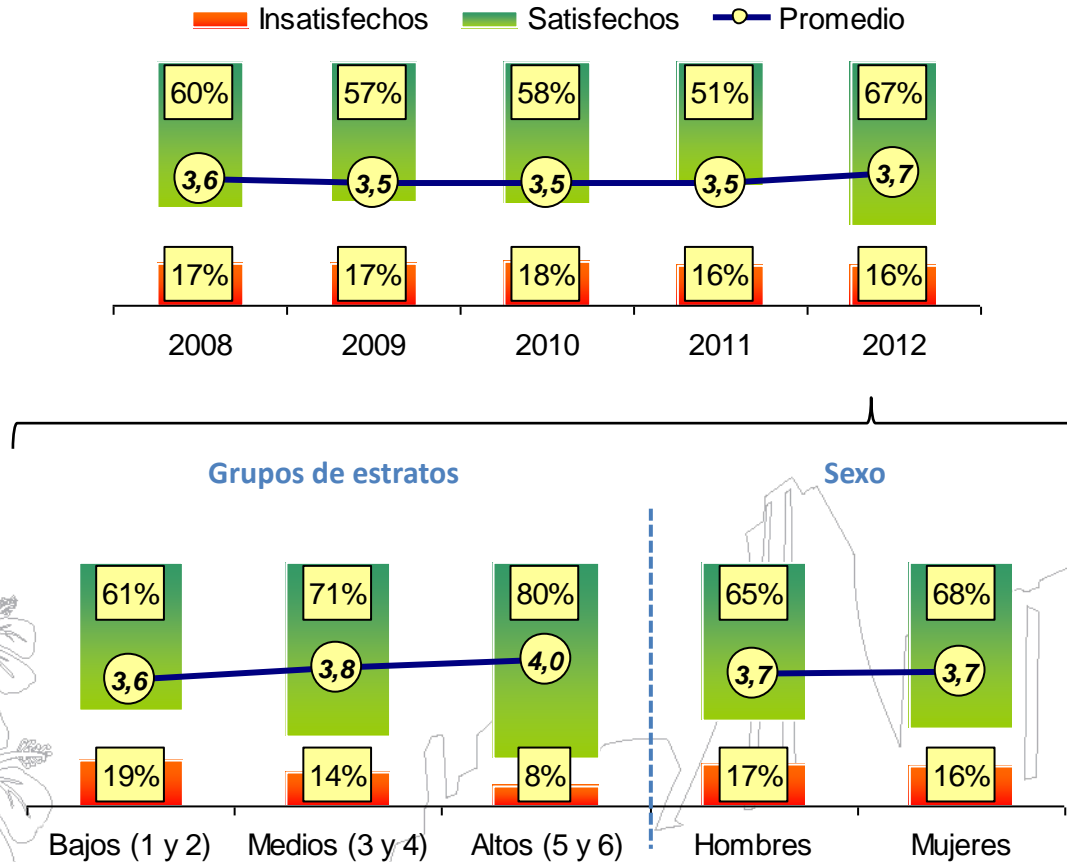 Insatisfechos Satisfechos Promedio
60% 57% 58% 51% 67%
3,6 3,5 3,5 3,5 3,7
17% 17% 18% 16% 16%
2008 2009 2010 2011 2012
Grupos de estratos Sexo
61% 71% 80% 65% 68%
3,6 3,8 4,0 3,7 3,7
19% 14% 8% 17% 16%
Bajos (1 y 2) Medios (3 y 4) Altos (5 y 6) Hombres Mujeres